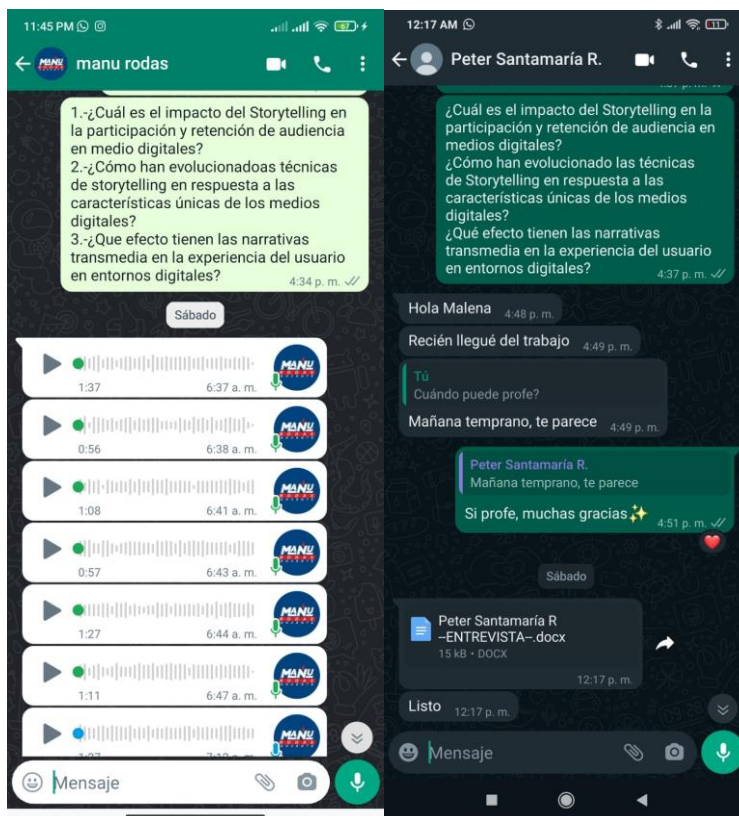 11:45 PM
67
manu rodas
1.-¿Cuál es el impacto del Storytelling en
la participación y retención de audiencia
en medio digitales?
2.-¿Cómo han evolucionadoas técnicas
de storytelling en respuesta a las
características únicas de los medios
digitales?
3.-¿Que efecto tienen las narrativas
transmedia en la experiencia del usuario
en entornos digitales?
4:34 p. m.
Sábado
1:37 6:37 a. m.
MANU
0:56 6:38 a. m.
MANU
1:08 6:41 a. m.
MANU
0:57 6:43 a. m.
MANU
1:27 6:44 a. m.
MANU
1:11 6:47 a. m.
MANU
MANU
Mensaje
12:17 AM
11
Peter Santamaría R.
¿Cuál es el impacto del Storytelling en la
participación y retención de audiencia en
medios digitales?
¿Cómo han evolucionado las técnicas
de Storytelling en respuesta a las
características únicas de los medios
digitales?
¿Qué efecto tienen las narrativas
transmedia en la experiencia del usuario
en entornos digitales?
4:37 p. m.
Hola Malena 4:48 p. m.
Recién llegué del trabajo 4:49 p. m.
Tú
Cuándo puede profe?
Mañana temprano, te parece 4:49 p. m.
Peter Santamaría R.
Mañana temprano, te parece
Si profe, muchas gracias✨ 4:51 p. m.
Sábado
Peter Santamaría R
--ENTREVISTA--.docx
15 kB • DOCX
12:17 p. m.
Listo 12:17 p. m.
Mensaje